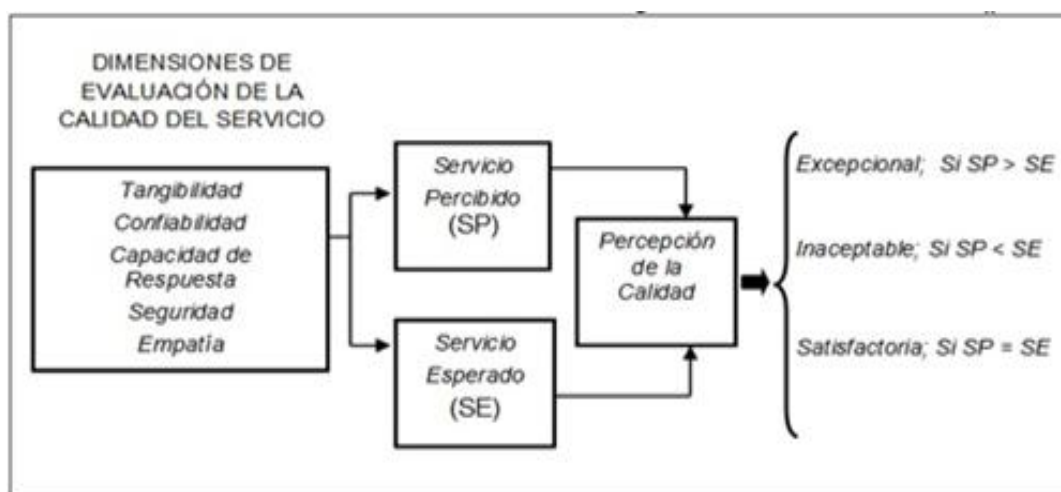 DIMENSIONES DE
EVALUACIÓN DE LA
CALIDAD DEL SERVICIO
Tangibilidad
Confiabilidad
Capacidad de
Respuesta
Seguridad
Empatìa
Servicio
Percibido
(SP)
Servicio
Esperado
(SE)
Percepción
de la
Calidad
Excepcional; Si SP > SE
Inaceptable; Si SP < SE
Satisfactoria; Si SP = SE